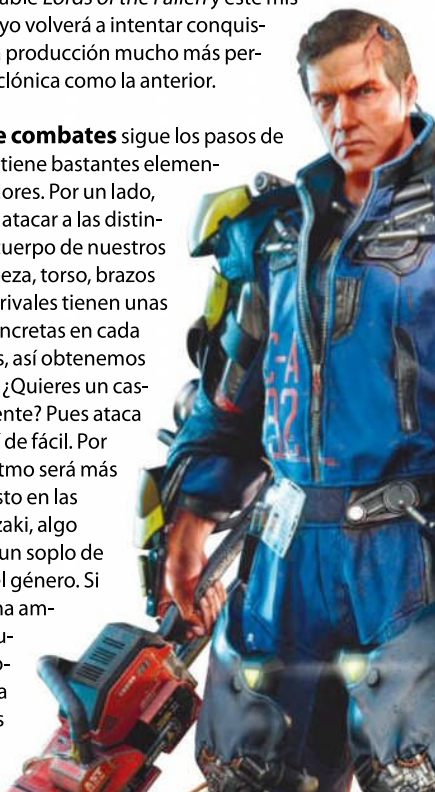 able Lords of the Fallen y este mis
yo volverá a intentar conquis-
producción mucho más per-
clónica como la anterior.
e combates sigue los pasos de
tiene bastantes elemen-
ores. Por un lado,
atacar a las distin-
cuerpo de nuestros
eza, torso, brazos
rivales tienen unas
ncretas en cada
s, así obtenemos
¿Quieres un cas-
ente? Pues ataca
í de fácil. Por
tmo será más
sto en las
zaki, algo
un soplo de
el género. Si
na am-
u-
o-
a
s
C-A
92